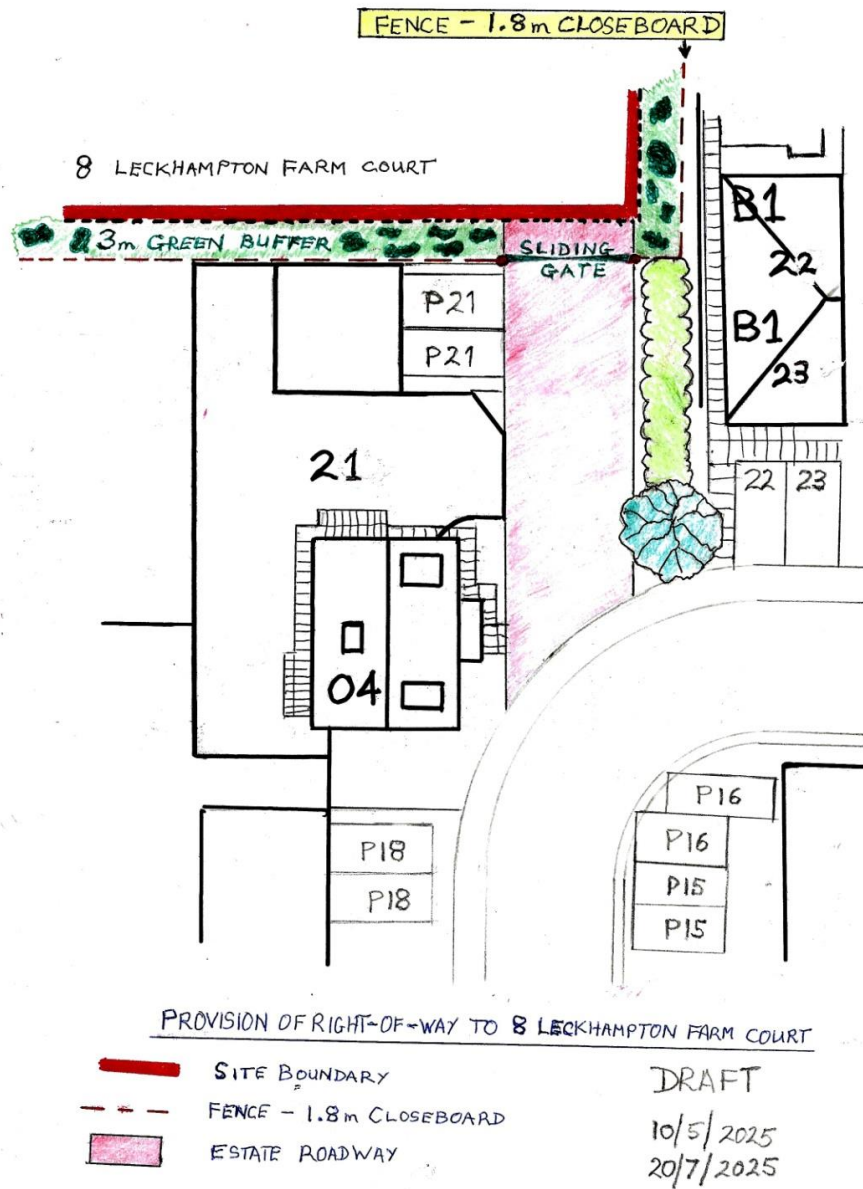 FENCE - 1.8m CLOSEBOARD
8 LECKHAMPTON FARM COURT
3m GREEN BUFFER
SLIDING
GATE
B1
22
B1
23
P21
P21
21
22 23
04
P16
P16
P15
P15
P18
P18
PROVISION OF RIGHT-OF-WAY TO 8 LECKHAMPTON FARM COURT
SITE BOUNDARY
FENCE - 1.8m CLOSEBOARD
ESTATE ROADWAY
DRAFT
10/5/2025
20/7/2025